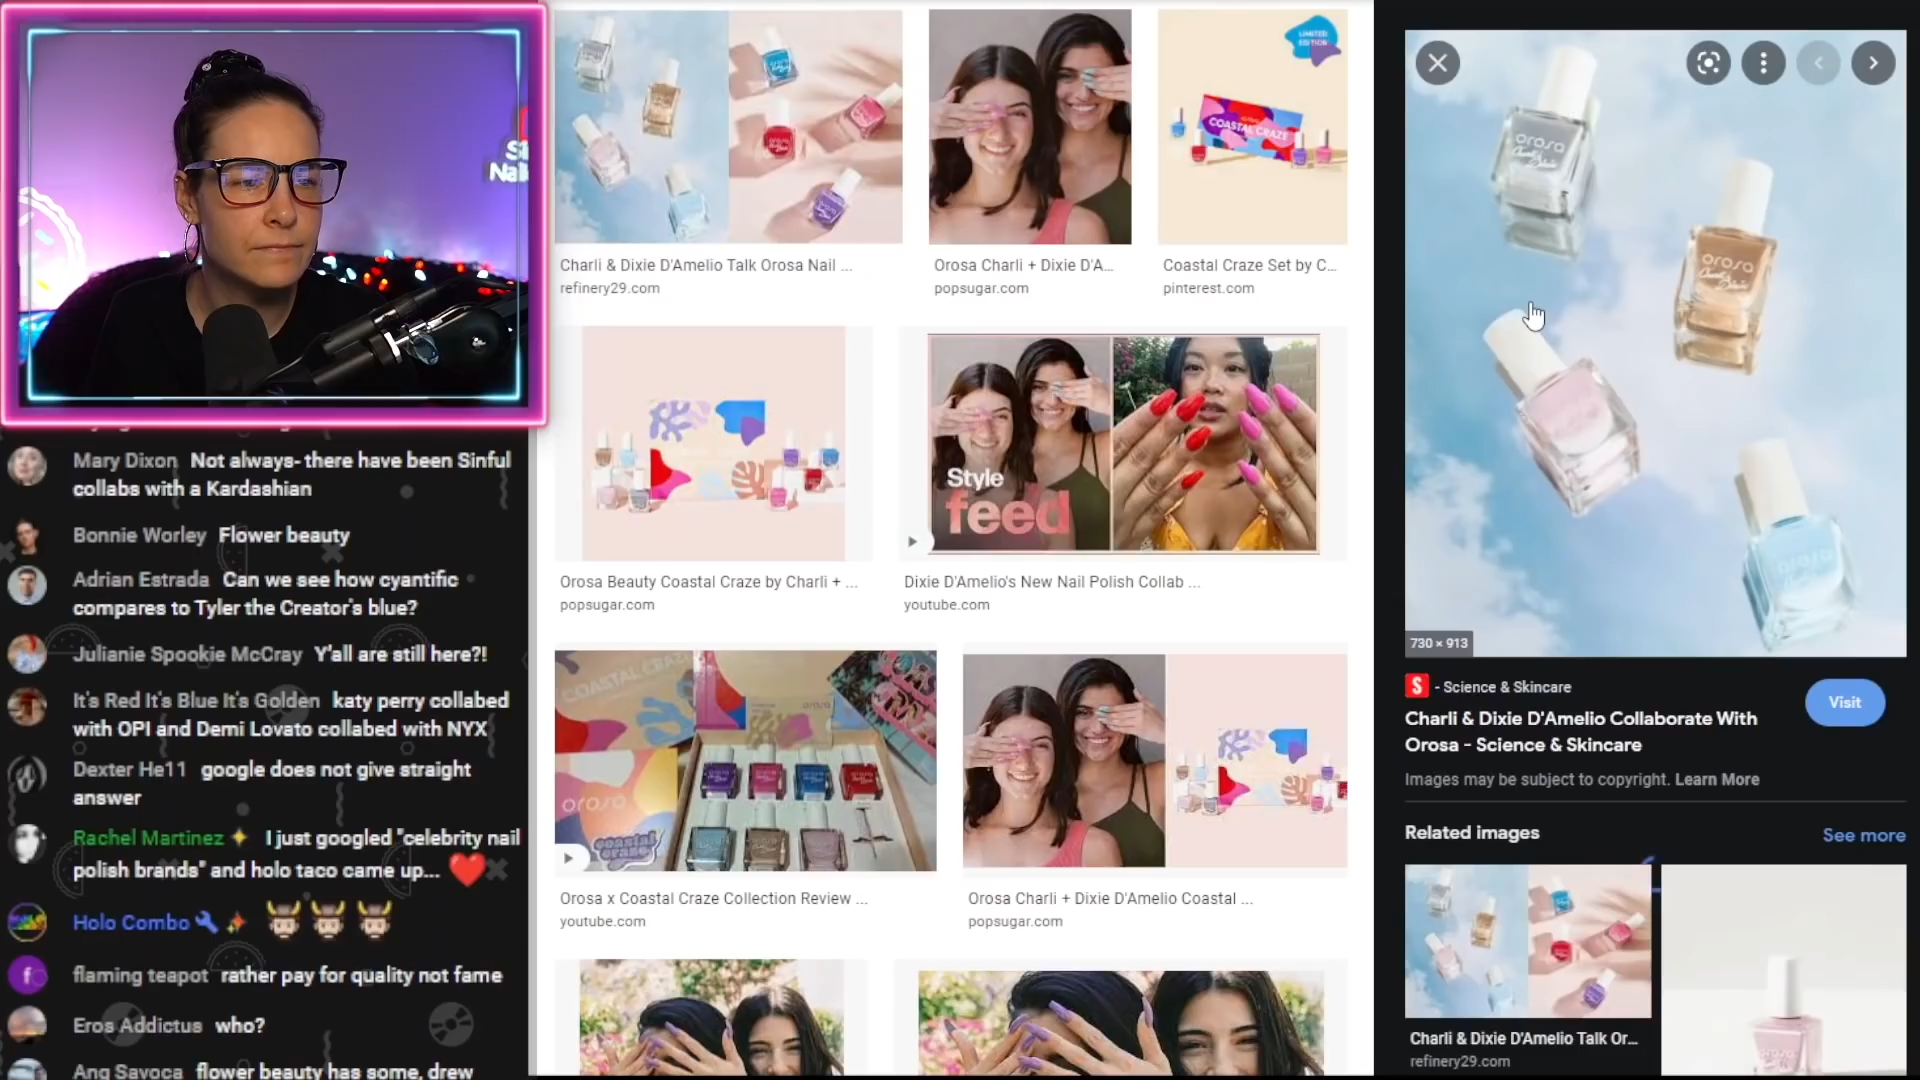 Mary Dixon Not always- there have been Sinful
collabs with a Kardashian
Bonnie Worley Flower beauty
Adrian Estrada Can we see how cyantific
compares to Tyler the Creator's blue?
Julianie Spookie McCray Y'all are still here?!
It's Red It's Blue It's Golden katy perry collabed
with OPI and Demi Lovato collabed with NYX
Dexter He11 google does not give straight
answer
Rachel Martinez I just googled "celebrity nail
polish brands" and holo taco came up...
Holo Combo
flaming teapot rather pay for quality not fame
Eros Addictus who?
Ang Savoca flower beauty has some, drew
LIMITED
EDITION
COASTAL CRAZE
Charli & Dixie D'Amelio Talk Orosa Nail ...
refinery29.com
Orosa Charli + Dixie D'A...
popsugar.com
Coastal Craze Set by C...
pinterest.com
Style
feed
Orosa Beauty Coastal Craze by Charli + ...
popsugar.com
Dixie D'Amelio's New Nail Polish Collab ...
youtube.com
COASTAL CRAZE
orosa
coastal
craze
Orosa x Coastal Craze Collection Review ...
youtube.com
Orosa Charli + Dixie D'Amelio Coastal ...
popsugar.com
orosa
orosa
730 × 913
S - Science & Skincare
Charli & Dixie D'Amelio Collaborate With
Orosa - Science & Skincare
Visit
Images may be subject to copyright. Learn More
Related images
See more
Charli & Dixie D'Amelio Talk Or...
refinery29.com
orosa